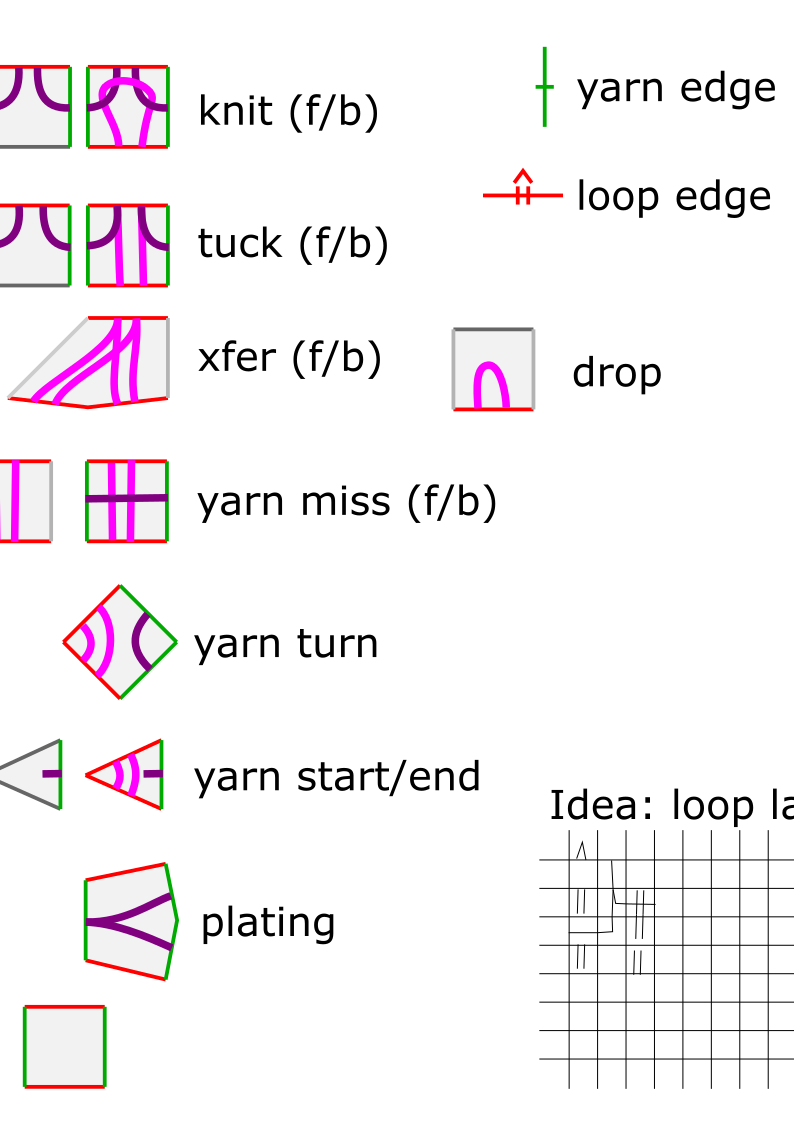 knit (f/b)
yarn edge
loop edge
tuck (f/b)
xfer (f/b)
drop
yarn miss (f/b)
yarn turn
yarn start/end
Idea: loop la
plating